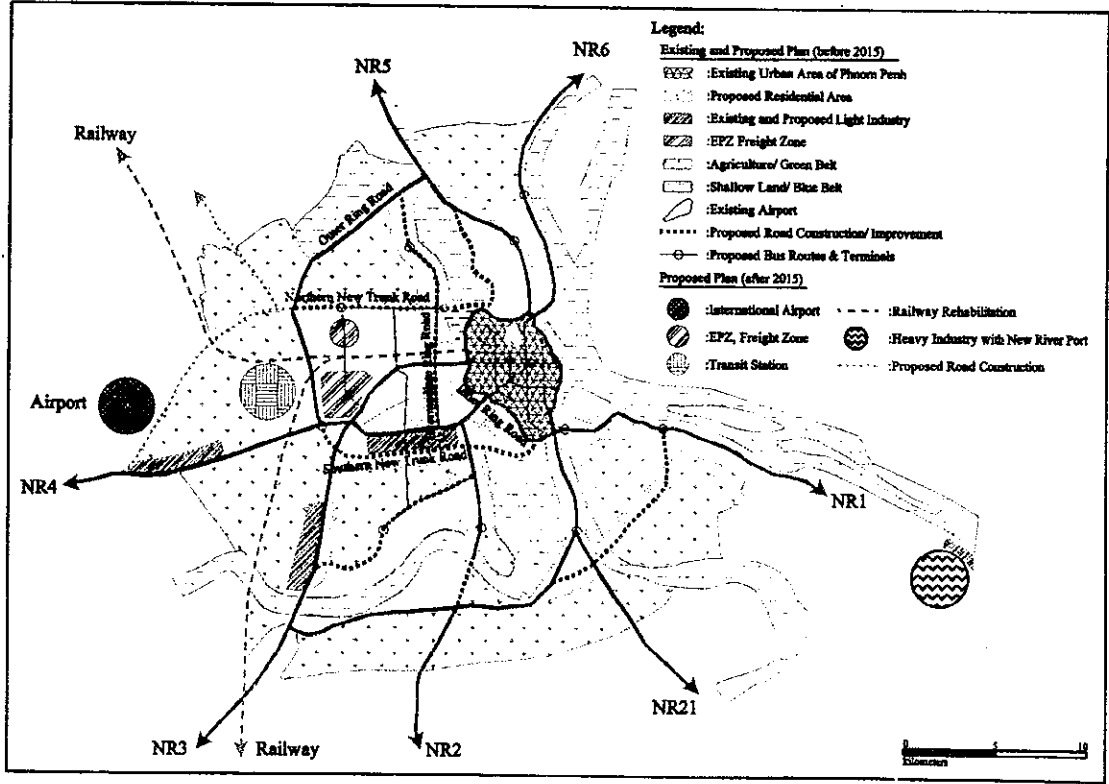 Legend:
Existing and Proposed Plan (before 2015)
:Existing Urban Area of Phnom Penh
:Proposed Residential Area
:Existing and Proposed Light Industry
:EPZ Freight Zone
:Agriculture/ Green Belt
:Shallow Land/ Blue Belt
:Existing Airport
:Proposed Road Construction/ Improvement
:Proposed Bus Routes & Terminals
Proposed Plan (after 2015)
:International Airport
:Railway Rehabilitation
:EPZ, Freight Zone
:Heavy Industry with New River Port
:Transit Station
:Proposed Road Construction
NR6
NR5
Railway
Outer Ring Road
Northern New Trunk Road
Ring Road
Ring Road
Airport
Southern New Trunk Road
NR4
NR1
NR21
NR3
Railway
NR2
0 5 10
Kilometers